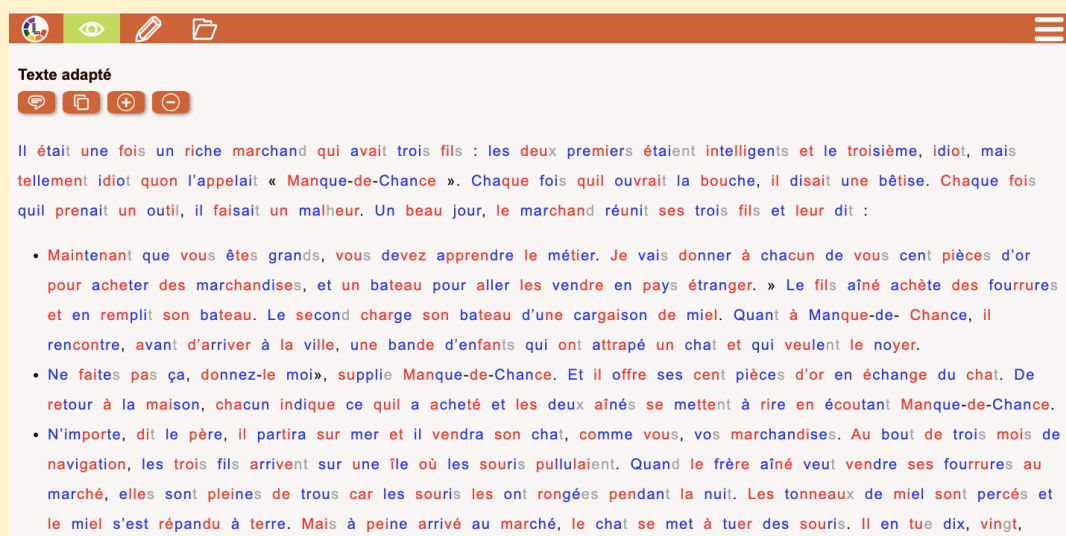 Texte adapté
Il était une fois un riche marchand qui avait trois fils : les deux premiers étaient intelligents et le troisième, idiot, mais
tellement idiot quon l'appelait « Manque-de-Chance ». Chaque fois quil ouvrait la bouche, il disait une bêtise. Chaque fois
quil prenait un outil, il faisait un malheur. Un beau jour, le marchand réunit ses trois fils et leur dit :
• Maintenant que vous êtes grands, vous devez apprendre le métier. Je vais donner à chacun de vous cent pièces d'or
pour acheter des marchandises, et un bateau pour aller les vendre en pays étranger. » Le fils aîné achète des fourrures
et en remplit son bateau. Le second charge son bateau d'une cargaison de miel. Quant à Manque-de- Chance, il
rencontre, avant d'arriver à la ville, une bande d'enfants qui ont attrapé un chat et qui veulent le noyer.
• Ne faites pas ça, donnez-le moi», supplie Manque-de-Chance. Et il offre ses cent pièces d'or en échange du chat. De
retour à la maison, chacun indique ce quil a acheté et les deux aînés se mettent à rire en écoutant Manque-de-Chance.
• N'importe, dit le père, il partira sur mer et il vendra son chat, comme vous, vos marchandises. Au bout de trois mois de
navigation, les trois fils arrivent sur une île où les souris pullulaient. Quand le frère aîné veut vendre ses fourrures au
marché, elles sont pleines de trous car les souris les ont rongées pendant la nuit. Les tonneaux de miel sont percés et
le miel s'est répandu à terre. Mais à peine arrivé au marché, le chat se met à tuer des souris. Il en tue dix, vingt,